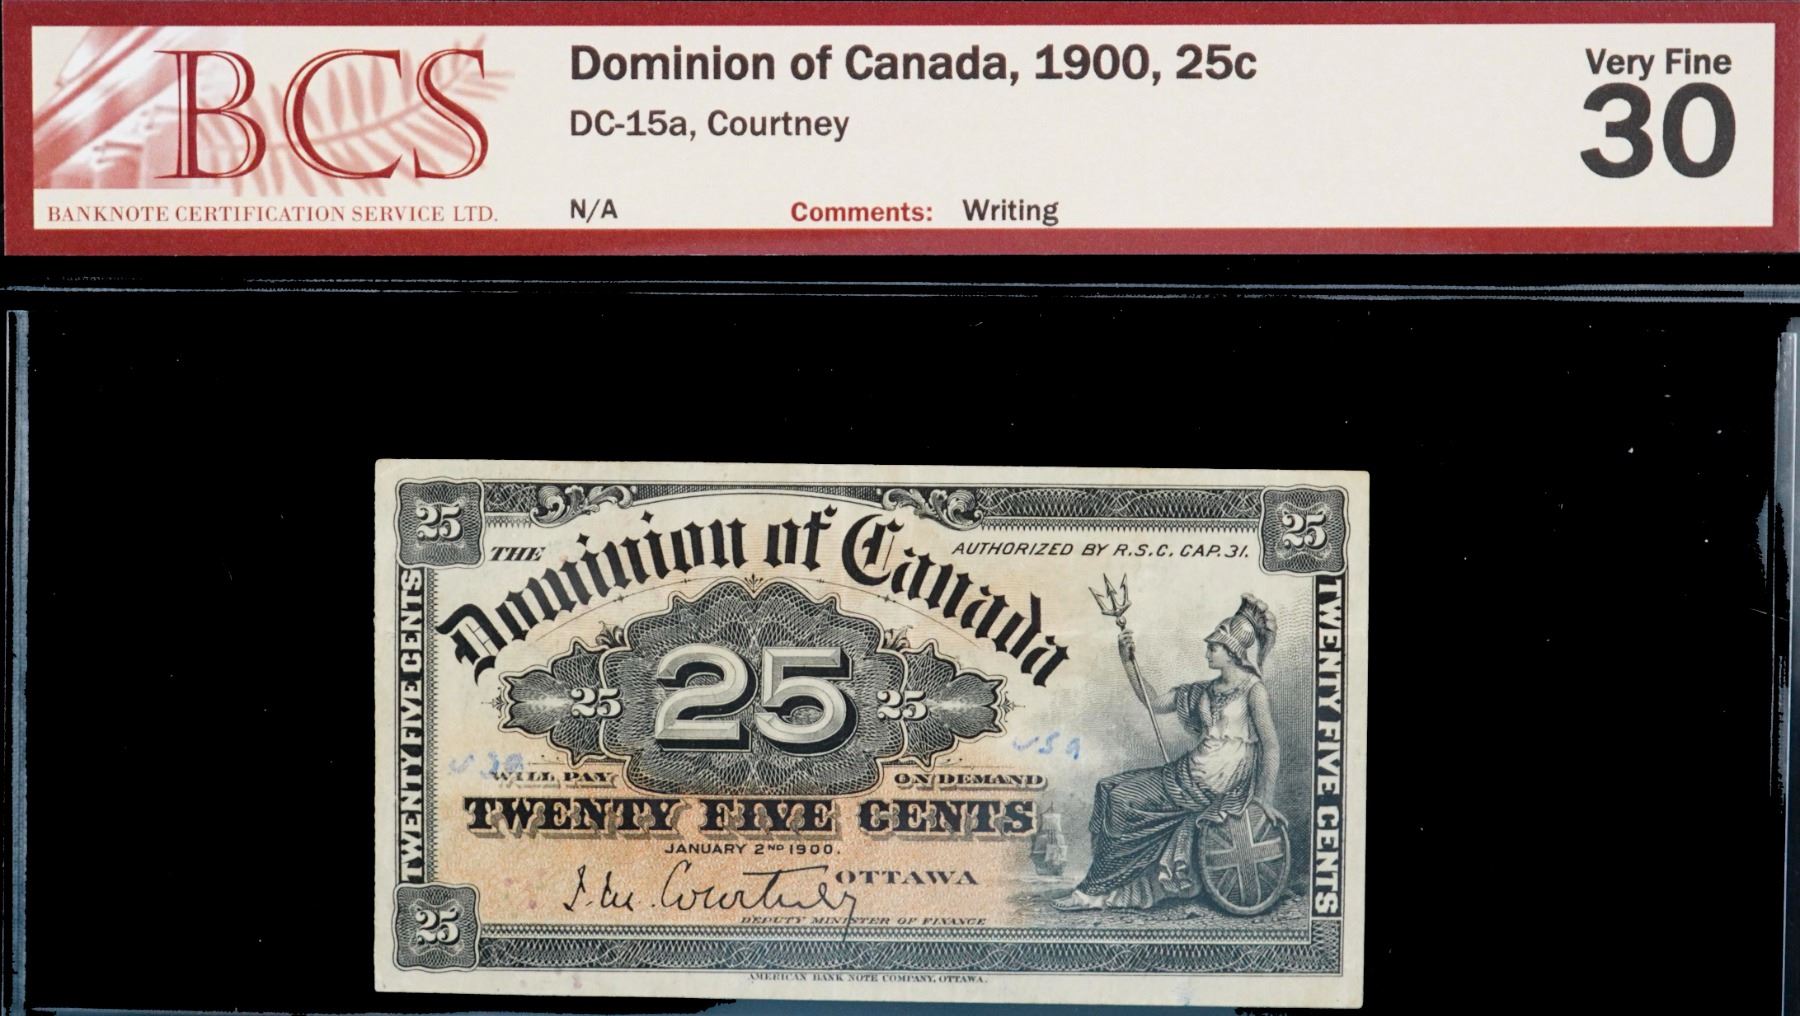 BCS
BANKNOTE CERTIFICATION SERVICE LTD.
Dominion of Canada, 1900, 25c
DC-15a, Courtney
N/A
Comments: Writing
Very Fine
30
25
25
THE
Dominion of Canada
AUTHORIZED BY R.S.C. CAP. 31.
TWENTY FIVE CENTS
TWENTY FIVE CENTS
25
25
25
WILL PAY
ON DEMAND
TWENTY FIVE CENTS
JANUARY 2ND 1900.
OTTAWA
Courtney
DEPUTY MINISTER OF FINANCE
25
AMERICAN BANK NOTE COMPANY, OTTAWA.